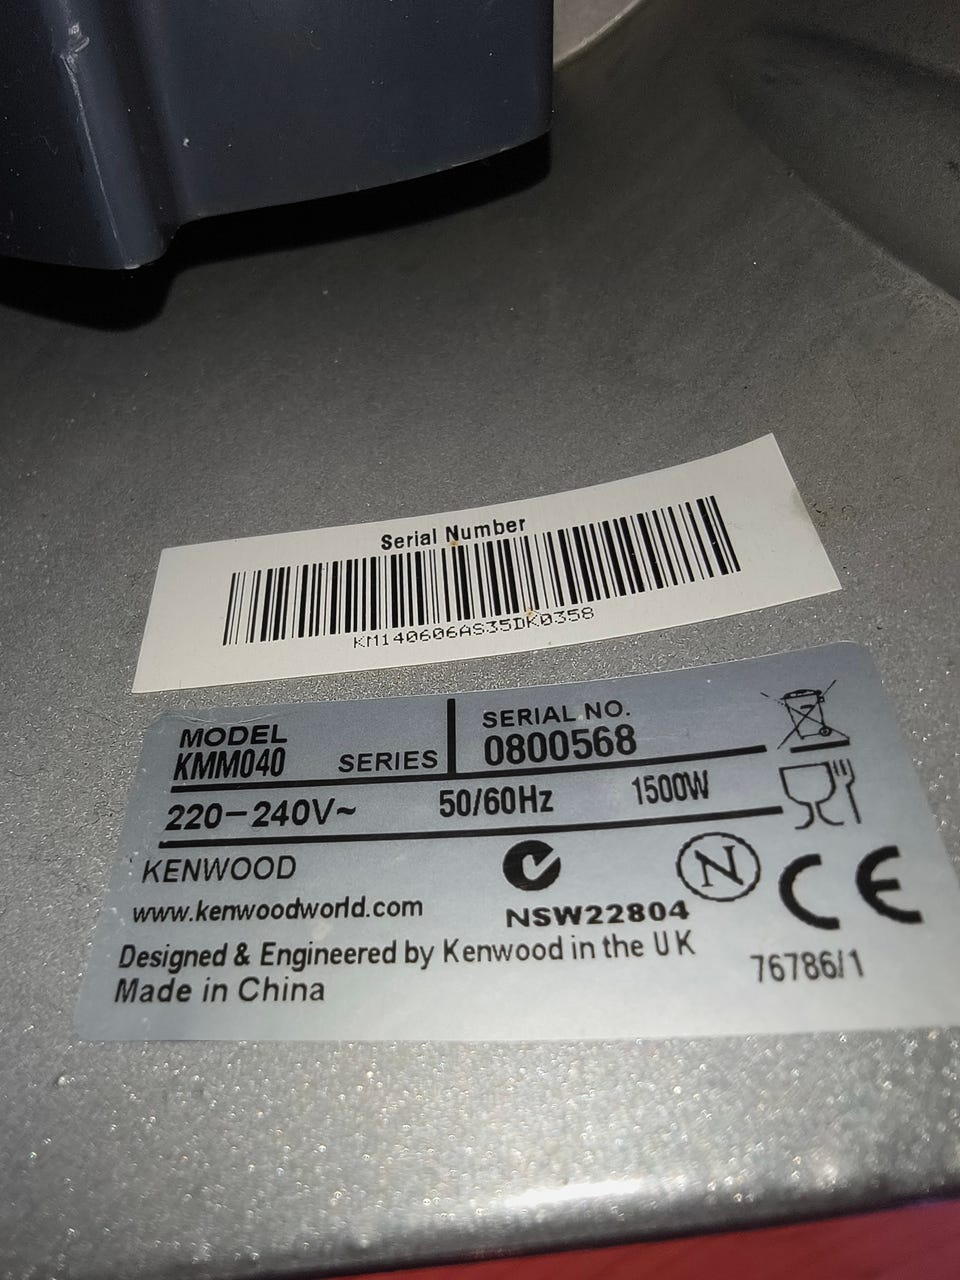 Serial Number
KM140606AS35DK0358
MODEL
KMM040 SERIES
SERIAL NO.
0800568
220-240V~ 50/60Hz 1500W
KENWOOD
www.kenwoodworld.com
N
NSW22804
CE
Designed & Engineered by Kenwood in the UK
Made in China
76786/1